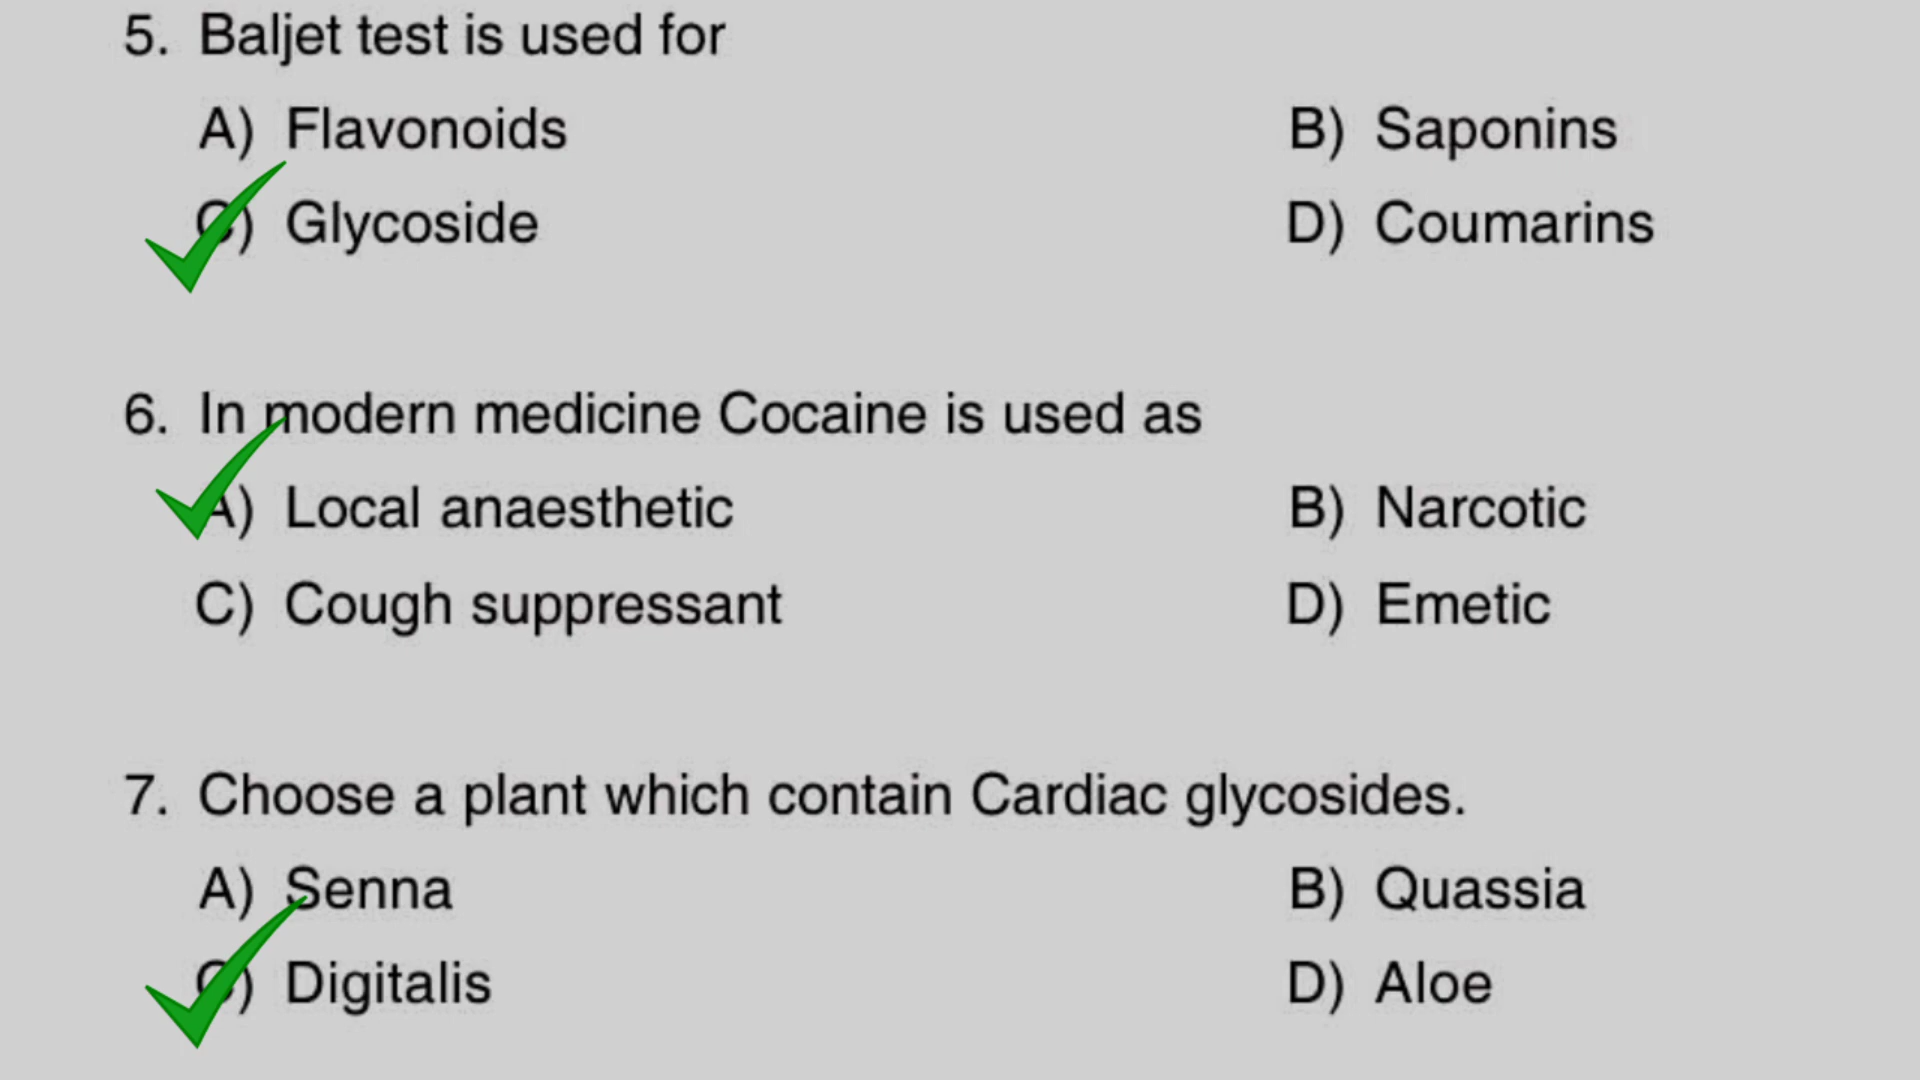 5. Baljet test is used for
A) Flavonoids B) Saponins
C) Glycoside D) Coumarins
6. In modern medicine Cocaine is used as
A) Local anaesthetic B) Narcotic
C) Cough suppressant D) Emetic
7. Choose a plant which contain Cardiac glycosides.
A) Senna B) Quassia
C) Digitalis D) Aloe